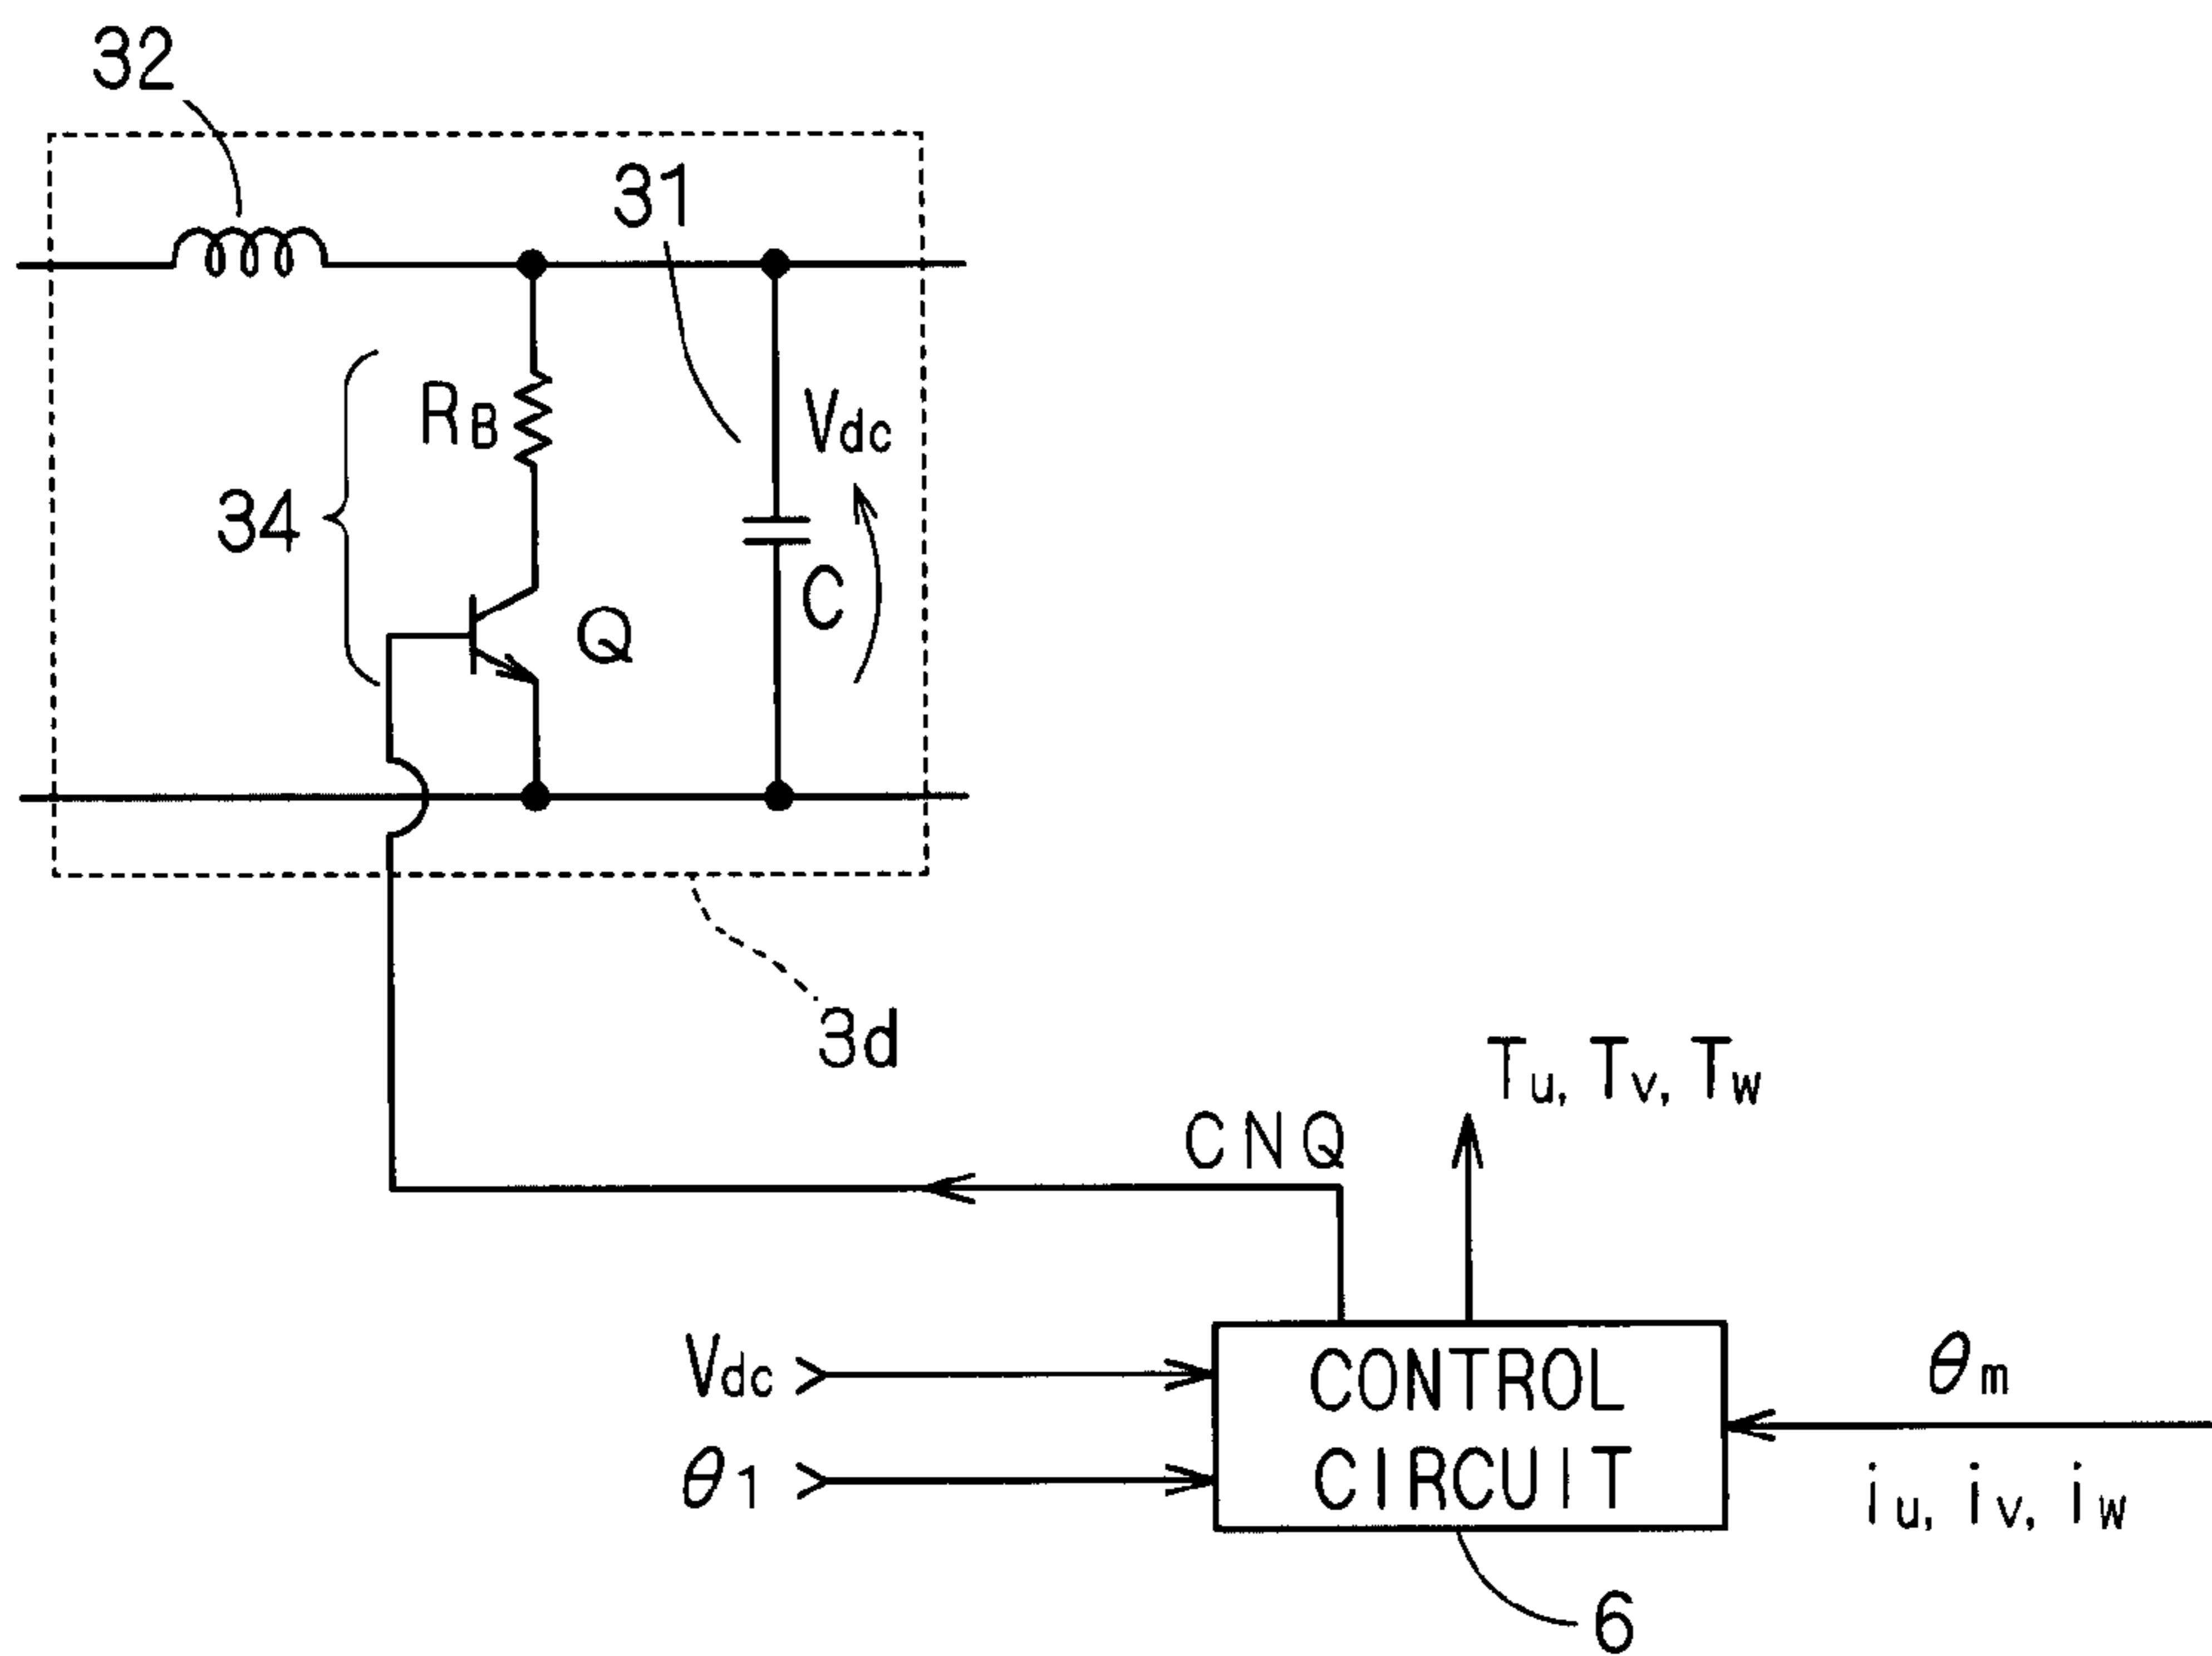 32
31
RB
Vdc
34
C
Q
3d
Tu, Tv, Tw
CNQ
Vdc
CONTROL
CIRCUIT
θm
θ1
iu, iv, iw
6